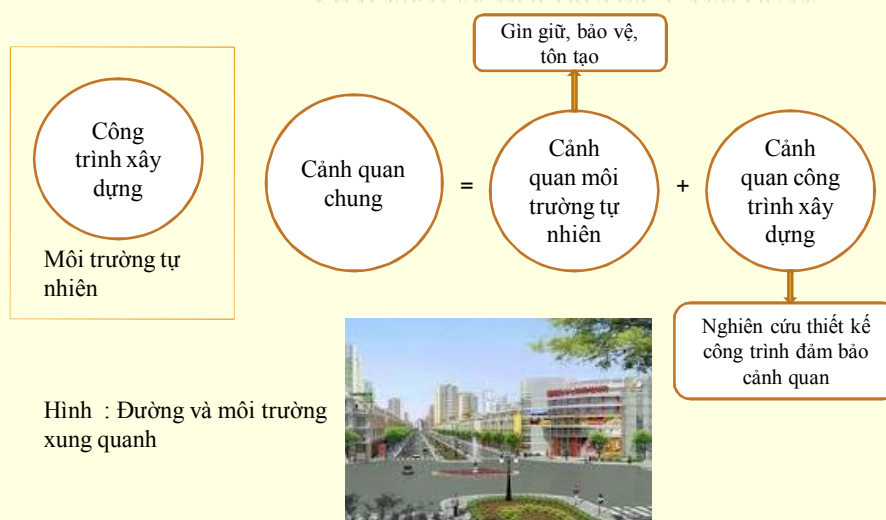 Gìn giữ, bảo vệ,
tôn tạo
Công
trình xây
dựng
Môi trường tự
nhiên
Cảnh quan
chung
=
Cảnh
quan môi
trường tự
nhiên
+
Cảnh
quan công
trình xây
dựng
Nghiên cứu thiết kế
công trình đảm bảo
cảnh quan
Hình : Đường và môi trường
xung quanh